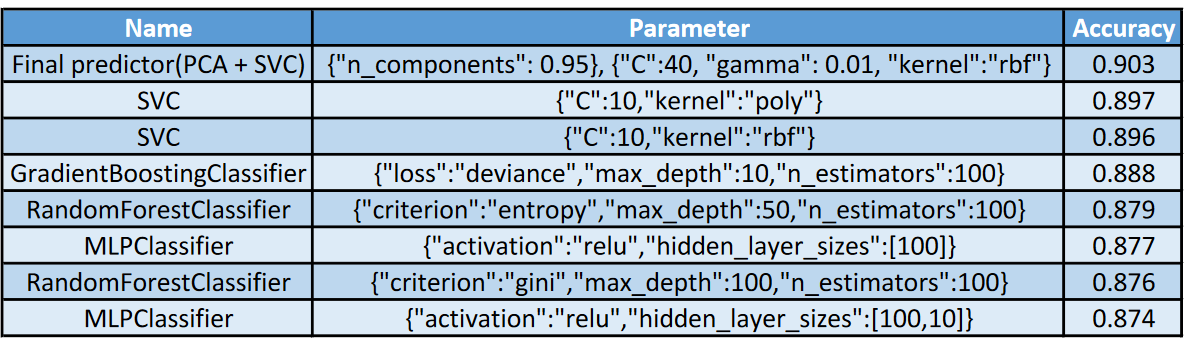 Name Parameter Accuracy
Final predictor(PCA + SVC) {"n_components": 0.95}, {"C":40, "gamma": 0.01, "kernel":"rbf"} 0.903
SVC {"C":10,"kernel":"poly"} 0.897
SVC {"C":10,"kernel":"rbf"} 0.896
GradientBoostingClassifier {"loss":"deviance","max_depth":10,"n_estimators":100} 0.888
RandomForestClassifier {"criterion":"entropy","max_depth":50,"n_estimators":100} 0.879
MLPClassifier {"activation":"relu","hidden_layer_sizes":[100]} 0.877
RandomForestClassifier {"criterion":"gini","max_depth":100,"n_estimators":100} 0.876
MLPClassifier {"activation":"relu","hidden_layer_sizes":[100,10]} 0.874